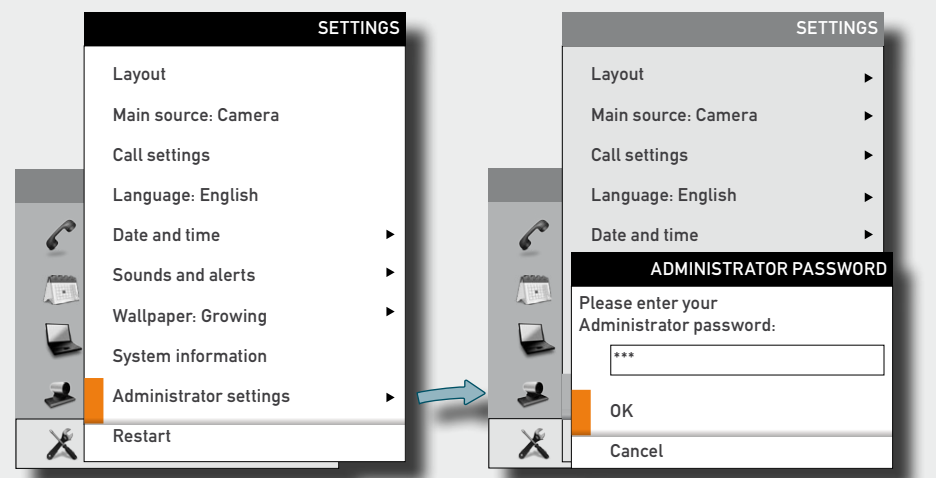 SETTINGS
Layout
Main source: Camera
Call settings
Language: English
Date and time
Sounds and alerts
Wallpaper: Growing
System information
Administrator settings
Restart
SETTINGS
Layout
Main source: Camera
Call settings
Language: English
Date and time
ADMINISTRATOR PASSWORD
Please enter your
Administrator password:
***
OK
Cancel